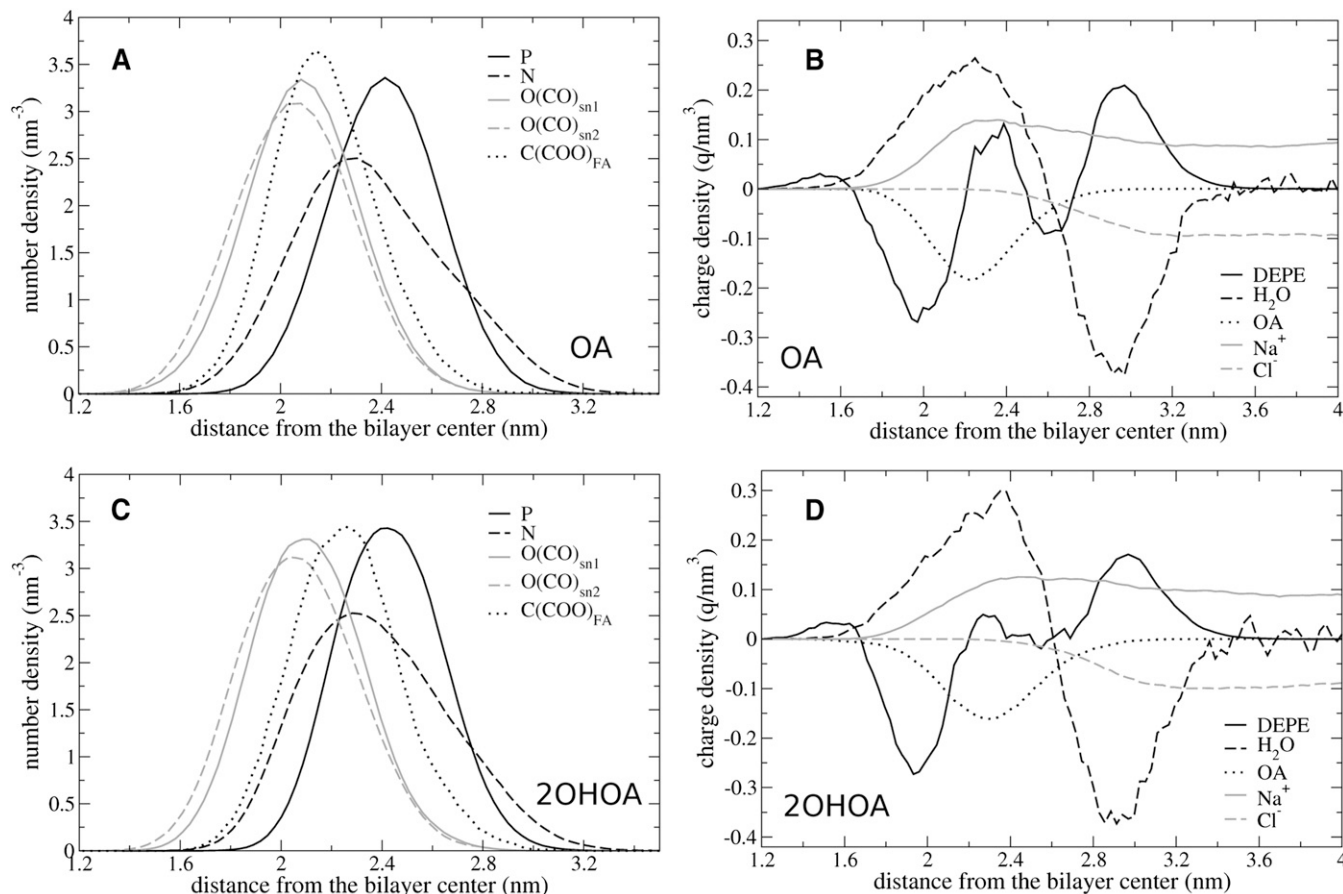 A
P
N
O(CO)sn1
O(CO)sn2
C(COO)FA
OA
number density (nm-3)
4
3.5
3
2.5
2
1.5
1
0.5
0
1.2 1.6 2 2.4 2.8 3.2
distance from the bilayer center (nm)
B
DEPE
H2O
OA
Na+
Cl-
OA
charge density (q/nm3)
0.3
0.2
0.1
0
-0.1
-0.2
-0.3
-0.4
1.2 1.6 2 2.4 2.8 3.2 3.6 4
distance from the bilayer center (nm)
C
P
N
O(CO)sn1
O(CO)sn2
C(COO)FA
2OHOA
number density (nm-3)
4
3.5
3
2.5
2
1.5
1
0.5
0
1.2 1.6 2 2.4 2.8 3.2
distance from the bilayer center (nm)
D
DEPE
H2O
OA
Na+
Cl-
2OHOA
charge density (q/nm3)
0.3
0.2
0.1
0
-0.1
-0.2
-0.3
-0.4
1.2 1.6 2 2.4 2.8 3.2 3.6 4
distance from the bilayer center (nm)